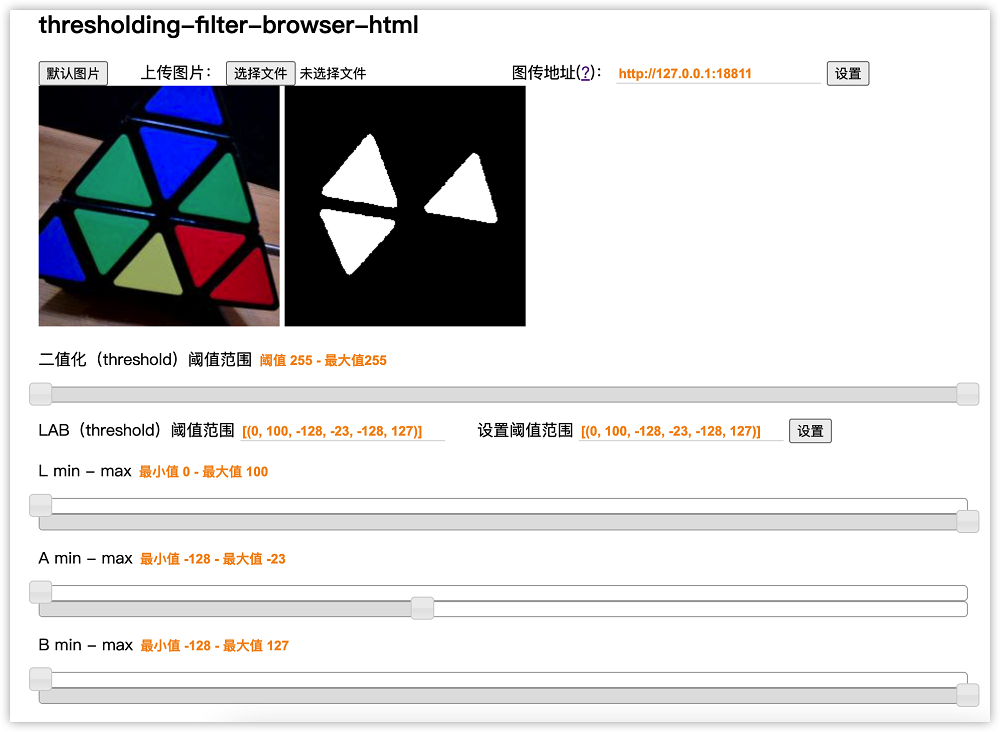 thresholding-filter-browser-html
默认图片 上传图片： 选择文件 未选择文件 图传地址(?)： http://127.0.0.1:18811 设置
二值化（threshold）阈值范围 阈值 255 - 最大值255
LAB（threshold）阈值范围 [(0, 100, -128, -23, -128, 127)] 设置阈值范围 [(0, 100, -128, -23, -128, 127)] 设置
L min - max 最小值 0 - 最大值 100
A min - max 最小值 -128 - 最大值 -23
B min - max 最小值 -128 - 最大值 127